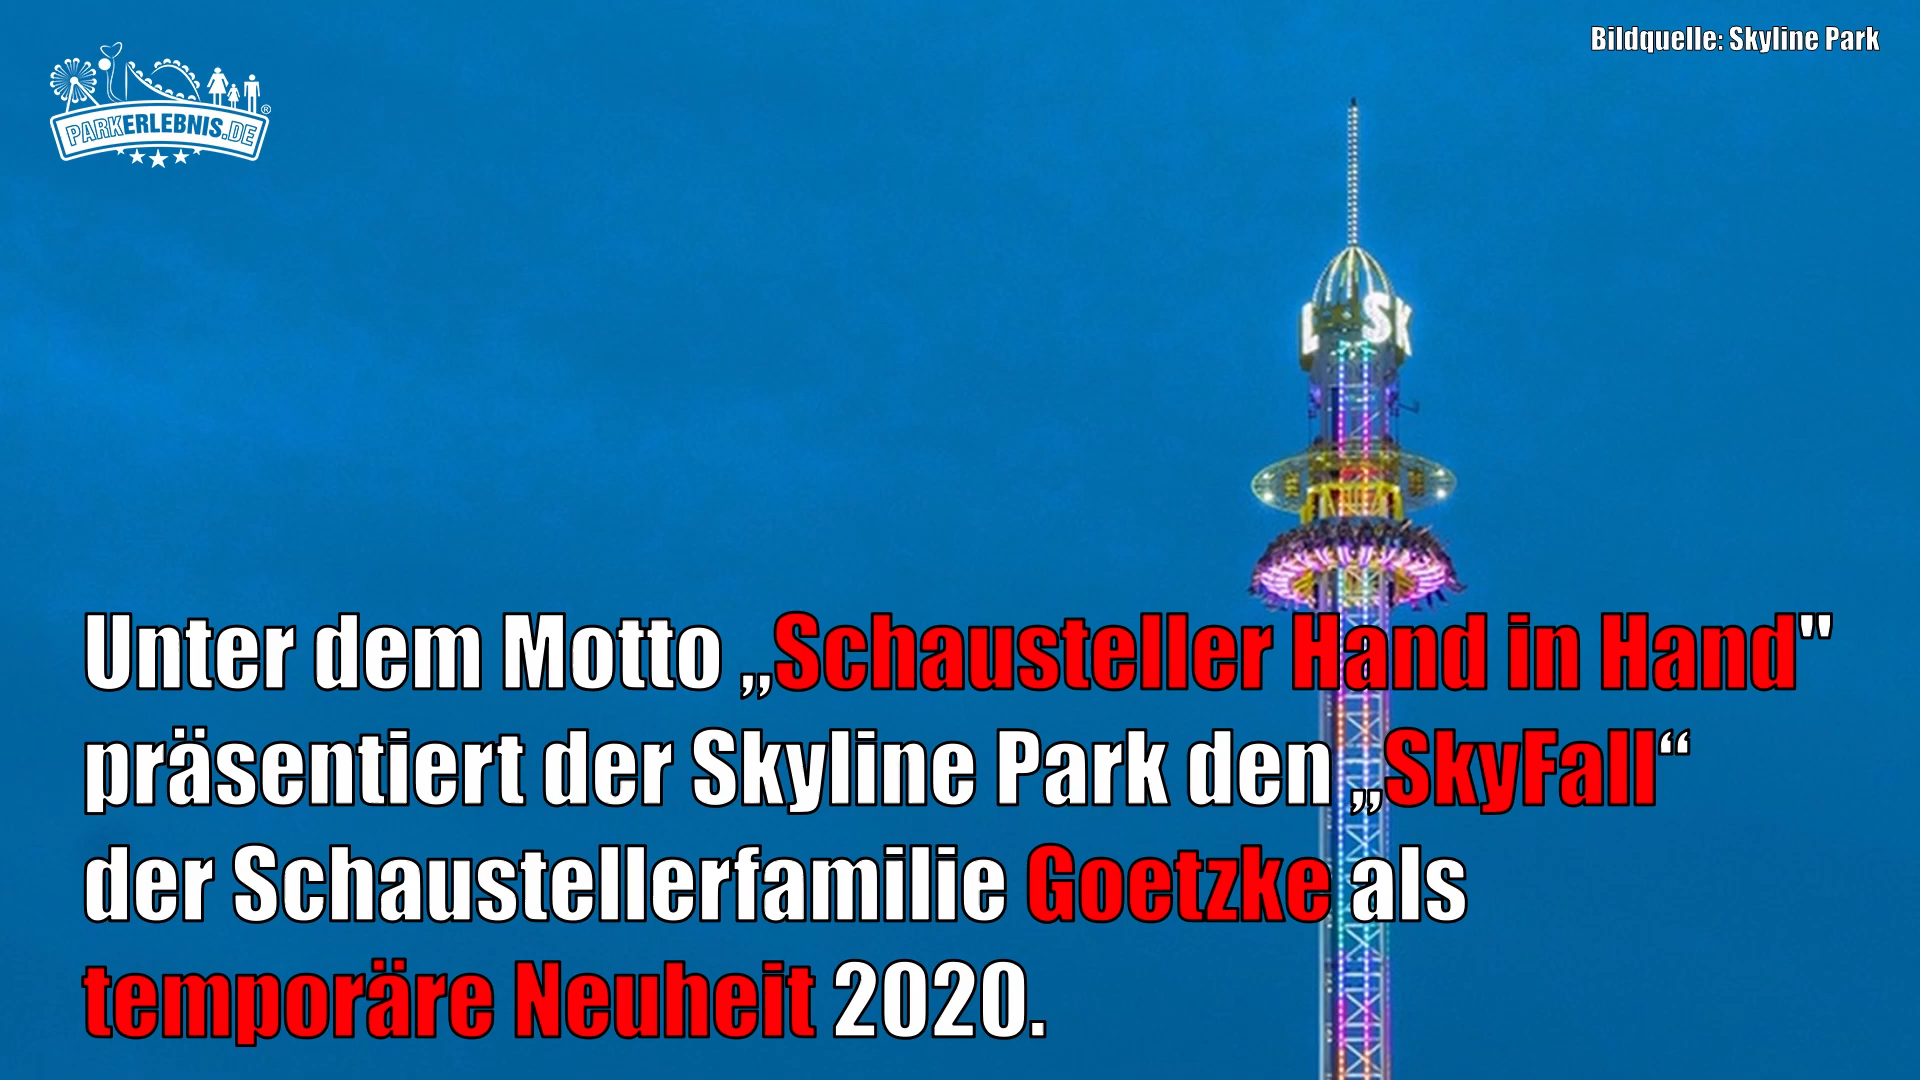 Bildquelle: Skyline Park
PARKERLEBNIS.DE®
L SK
Unter dem Motto „Schausteller Hand in Hand"
präsentiert der Skyline Park den „SkyFall“
der Schaustellerfamilie Goetzke als
temporäre Neuheit 2020.